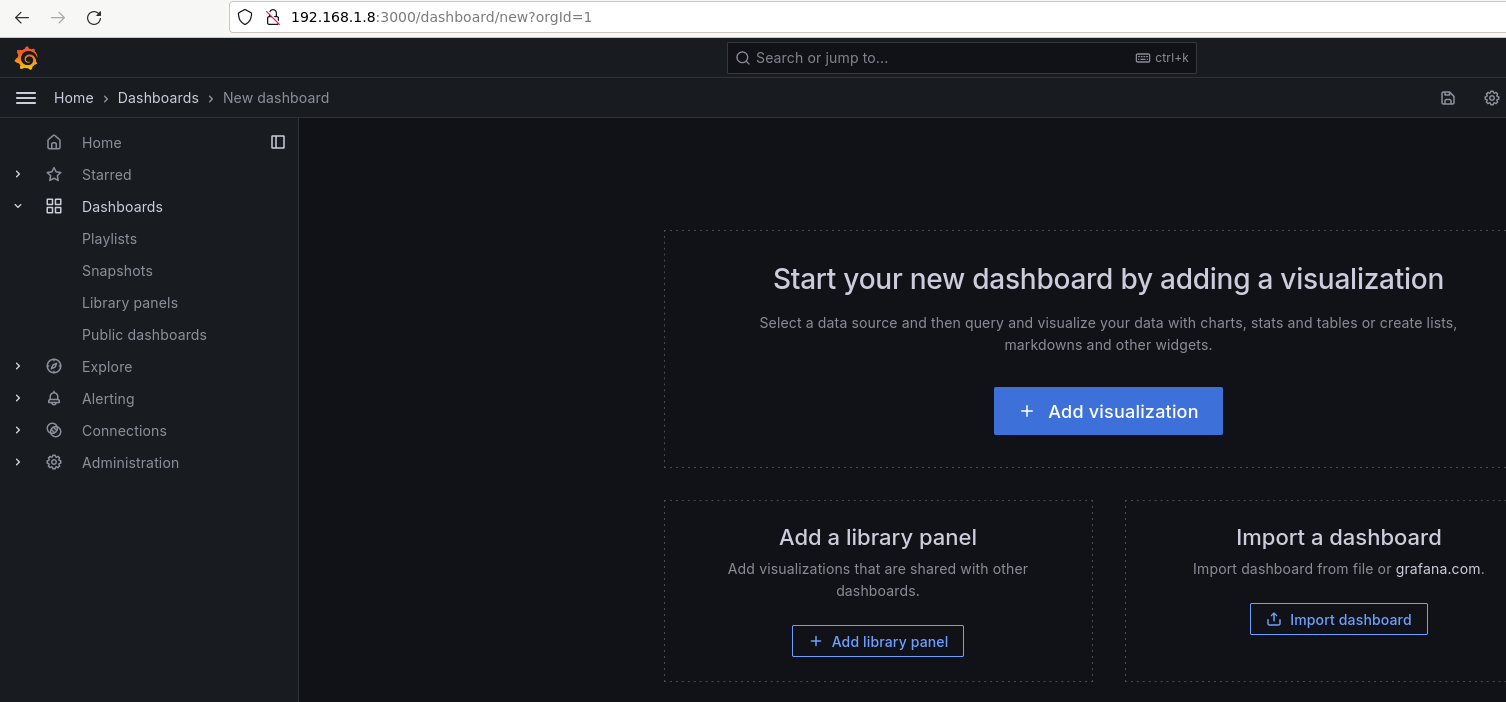 192.168.1.8:3000/dashboard/new?orgId=1
Search or jump to...
ctrl+k
Home › Dashboards › New dashboard
Home
Starred
Dashboards
Playlists
Snapshots
Library panels
Public dashboards
Explore
Alerting
Connections
Administration
Start your new dashboard by adding a visualization
Select a data source and then query and visualize your data with charts, stats and tables or create lists,
markdowns and other widgets.
+ Add visualization
Add a library panel
Add visualizations that are shared with other
dashboards.
+ Add library panel
Import a dashboard
Import dashboard from file or grafana.com.
Import dashboard